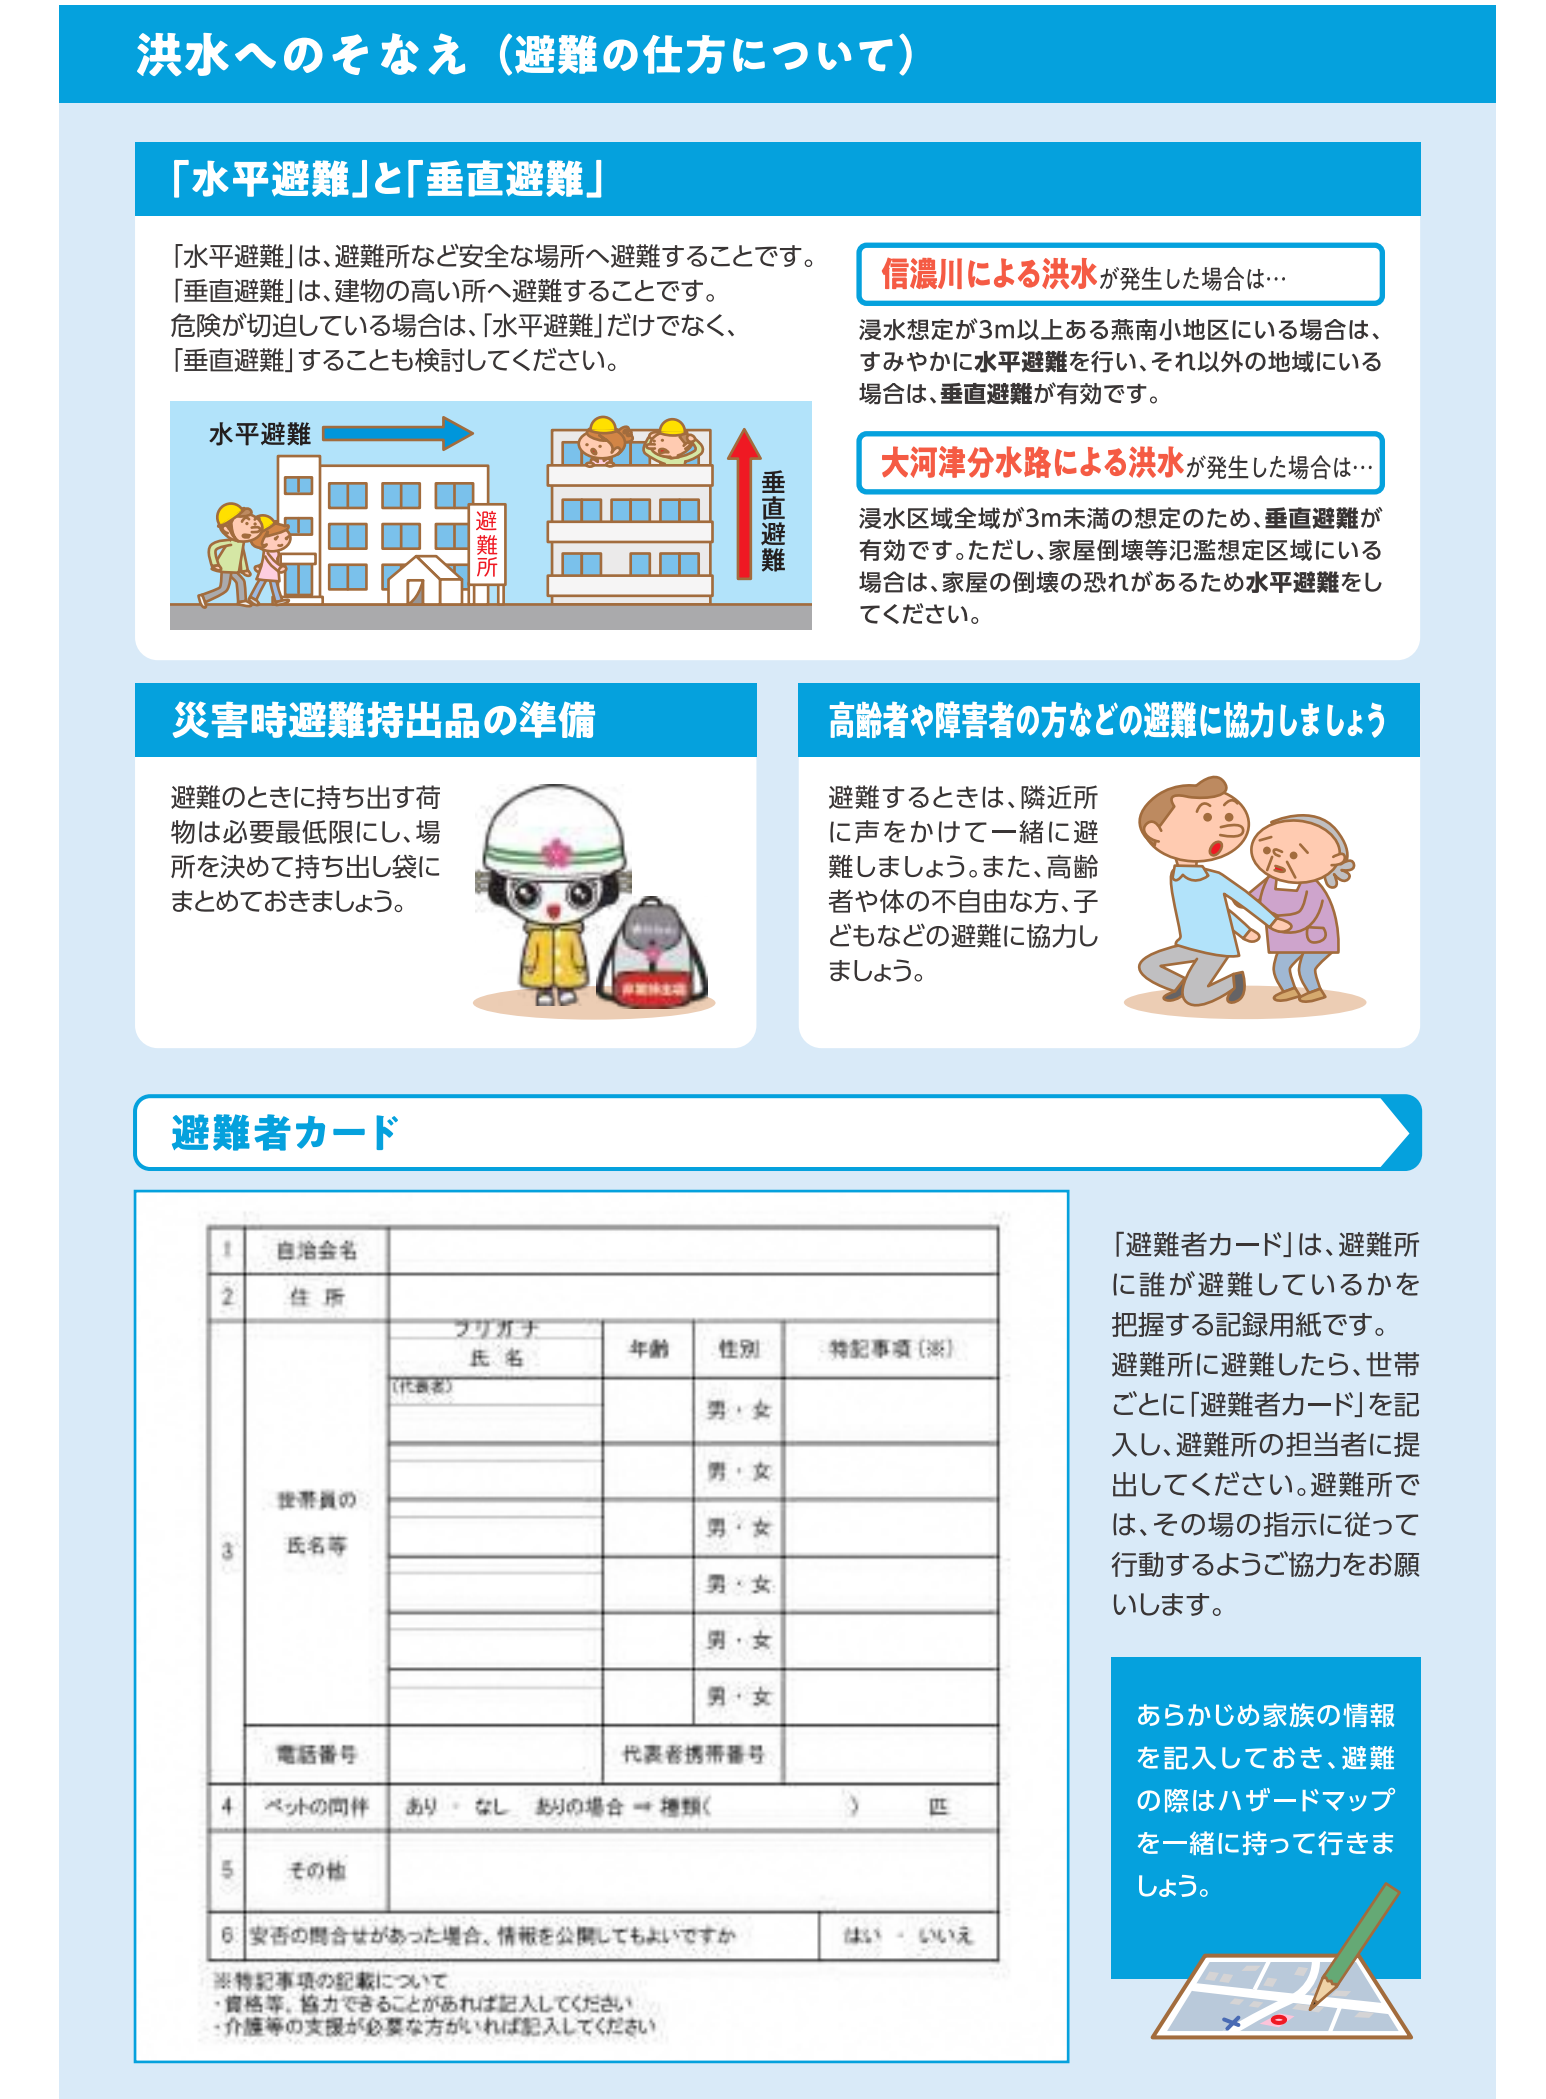 洪水へのそなえ（避難の仕方について）
「水平避難」と「垂直避難」
「水平避難」は、避難所など安全な場所へ避難することです。
「垂直避難」は、建物の高い所へ避難することです。
危険が切迫している場合は、「水平避難」だけでなく、
「垂直避難」することも検討してください。
水平避難
避難所
垂直避難
信濃川による洪水が発生した場合は…
浸水想定が3m以上ある燕南小地区にいる場合は、
すみやかに水平避難を行い、それ以外の地域にいる
場合は、垂直避難が有効です。
大河津分水路による洪水が発生した場合は…
浸水区域全域が3m未満の想定のため、垂直避難が
有効です。ただし、家屋倒壊等氾濫想定区域にいる
場合は、家屋の倒壊の恐れがあるため水平避難をし
てください。
災害時避難持出品の準備
避難のときに持ち出す荷
物は必要最低限にし、場
所を決めて持ち出し袋に
まとめておきましょう。
非常持出袋
高齢者や障害者の方などの避難に協力しましょう
避難するときは、隣近所
に声をかけて一緒に避
難しましょう。また、高齢
者や体の不自由な方、子
どもなどの避難に協力し
ましょう。
避難者カード
1 自治会名
2 住 所
フリガナ
氏 名 年齢 性別 特記事項（※）
（代表者）
男・女
男・女
世帯員の
男・女
3 氏名等
男・女
男・女
男・女
電話番号 代表者携帯番号
4 ペットの同伴 あり ・ なし ありの場合 ⇒ 種類( ) 匹
5 その他
6 安否の問合せがあった場合、情報を公開してもよいですか はい ・ いいえ
※特記事項の記載について
・資格等、協力できることがあれば記入してください
・介護等の支援が必要な方がいれば記入してください
「避難者カード」は、避難所
に誰が避難しているかを
把握する記録用紙です。
避難所に避難したら、世帯
ごとに「避難者カード」を記
入し、避難所の担当者に提
出してください。避難所で
は、その場の指示に従って
行動するようご協力をお願
いします。
あらかじめ家族の情報
を記入しておき、避難
の際はハザードマップ
を一緒に持って行きま
しょう。